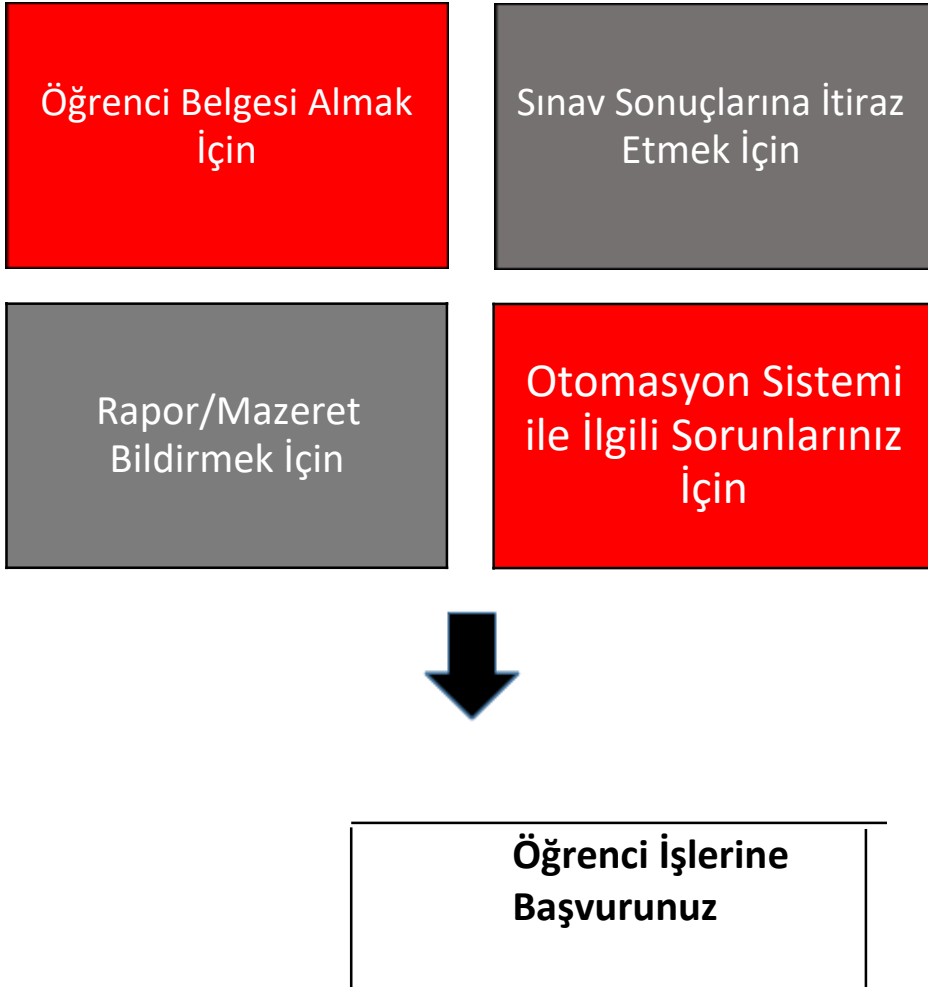 Öğrenci Belgesi Almak
İçin
Sınav Sonuçlarına İtiraz
Etmek İçin
Rapor/Mazeret
Bildirmek İçin
Otomasyon Sistemi
ile İlgili Sorunlarınız
İçin
Öğrenci İşlerine
Başvurunuz